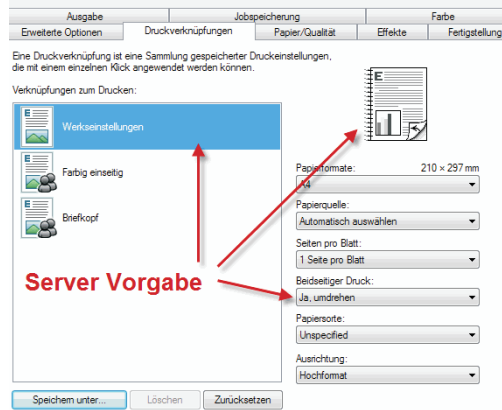 Ausgabe Jobspeicherung Farbe
Erweiterte Optionen Druckverknüpfungen Papier/Qualität Effekte Fertigstellung
Eine Druckverknüpfung ist eine Sammlung gespeicherter Druckeinstellungen,
die mit einem einzelnen Klick angewendet werden können.
Verknüpfungen zum Drucken:
E
Werkseinstellungen
E
Farbig einseitig
E
Briefkopf
Server Vorgabe
E
Papierformate: 210 × 297 mm
A4
Papierquelle:
Automatisch auswählen
Seiten pro Blatt:
1 Seite pro Blatt
Beidseitiger Druck:
Ja, umdrehen
Papiersorte:
Unspecified
Ausrichtung:
Hochformat
Speichern unter... Löschen Zurücksetzen